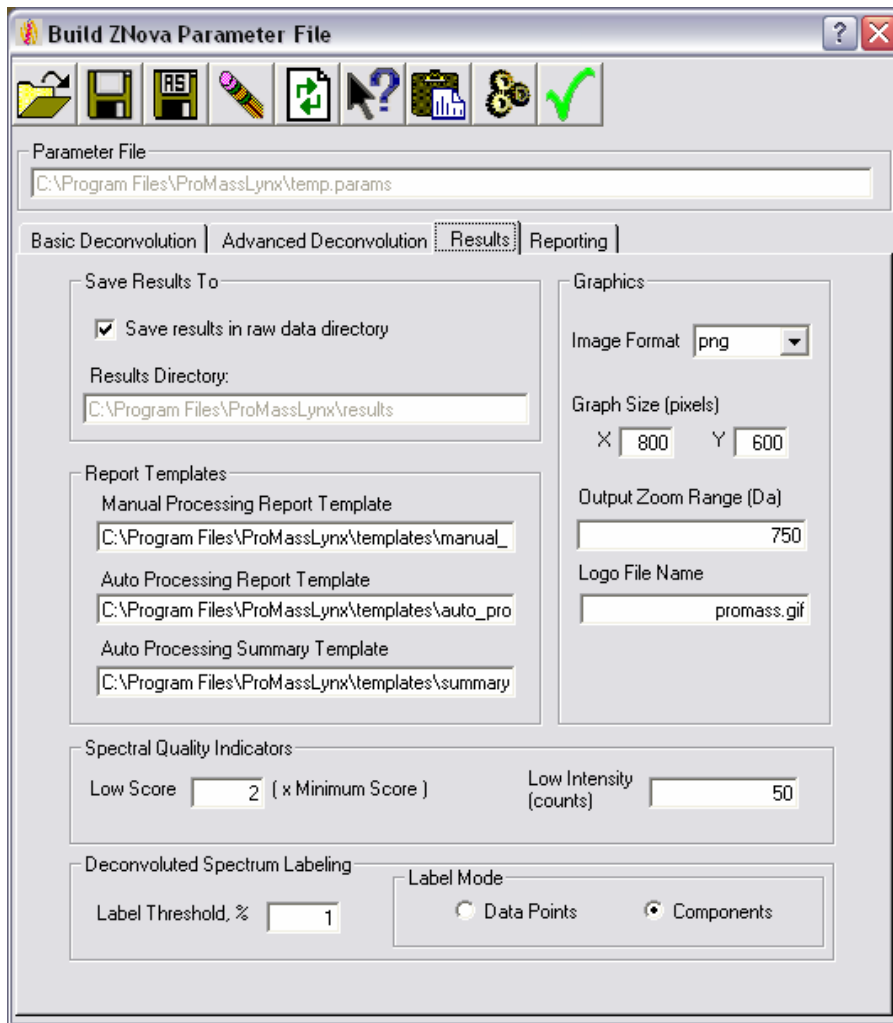 Build ZNova Parameter File
?
AS
?
Parameter File
C:\Program Files\ProMassLynx\temp.params
Basic Deconvolution
Advanced Deconvolution
Results
Reporting
Save Results To
Save results in raw data directory
Results Directory:
C:\Program Files\ProMassLynx\results
Report Templates
Manual Processing Report Template
C:\Program Files\ProMassLynx\templates\manual_
Auto Processing Report Template
C:\Program Files\ProMassLynx\templates\auto_pro
Auto Processing Summary Template
C:\Program Files\ProMassLynx\templates\summary
Graphics
Image Format png
Graph Size (pixels)
X 800 Y 600
Output Zoom Range (Da)
750
Logo File Name
promass.gif
Spectral Quality Indicators
Low Score 2 ( x Minimum Score )
Low Intensity
(counts) 50
Deconvoluted Spectrum Labeling
Label Threshold, % 1
Label Mode
Data Points
Components